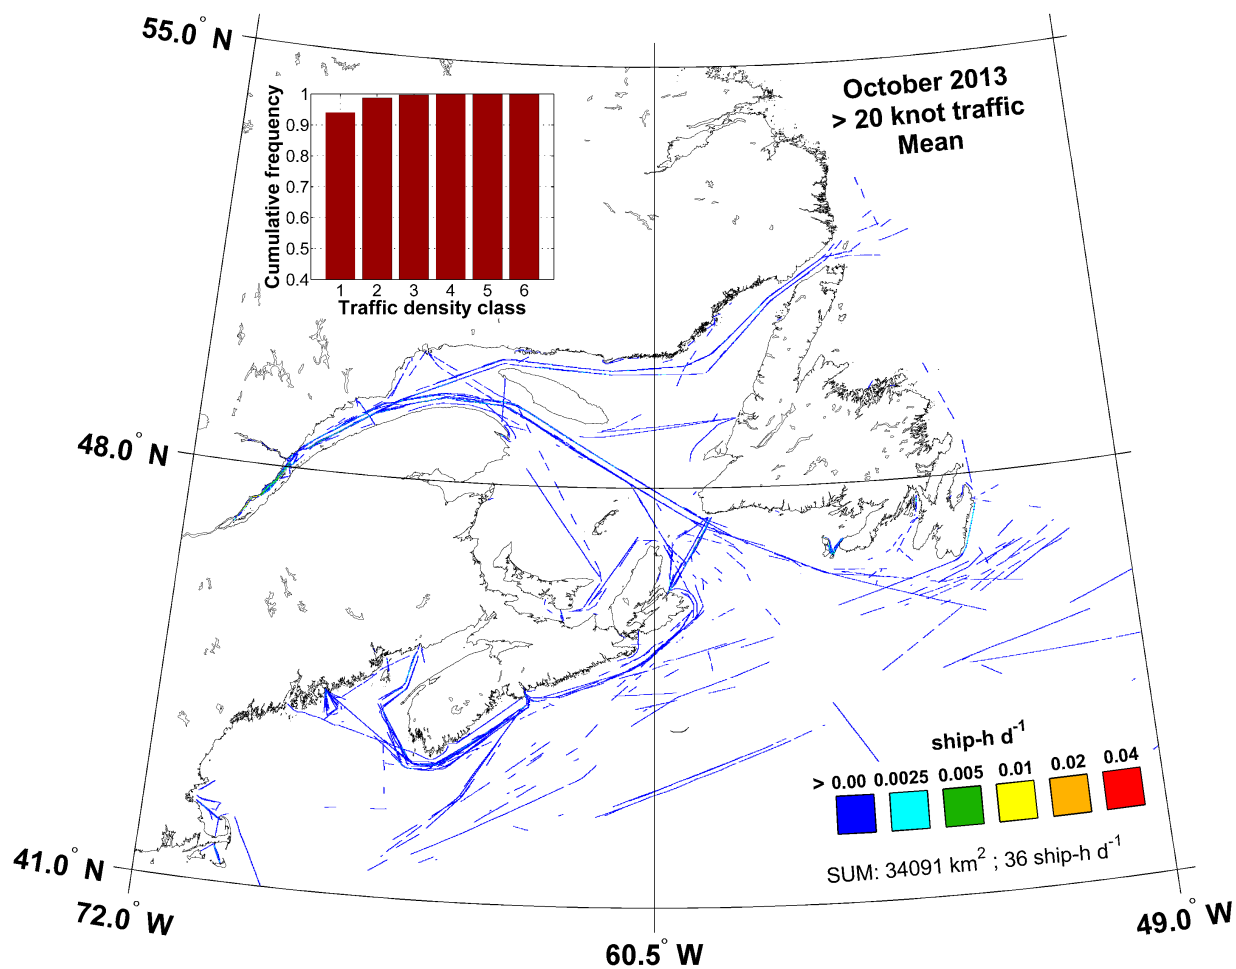 55.0° N
October 2013
> 20 knot traffic
Mean
Cumulative frequency
1
0.9
0.8
0.7
0.6
0.5
0.4
1 2 3 4 5 6
Traffic density class
48.0° N
ship-h d⁻¹
> 0.00 0.0025 0.005 0.01 0.02 0.04
SUM: 34091 km² ; 36 ship-h d⁻¹
41.0° N
72.0° W
60.5° W
49.0° W